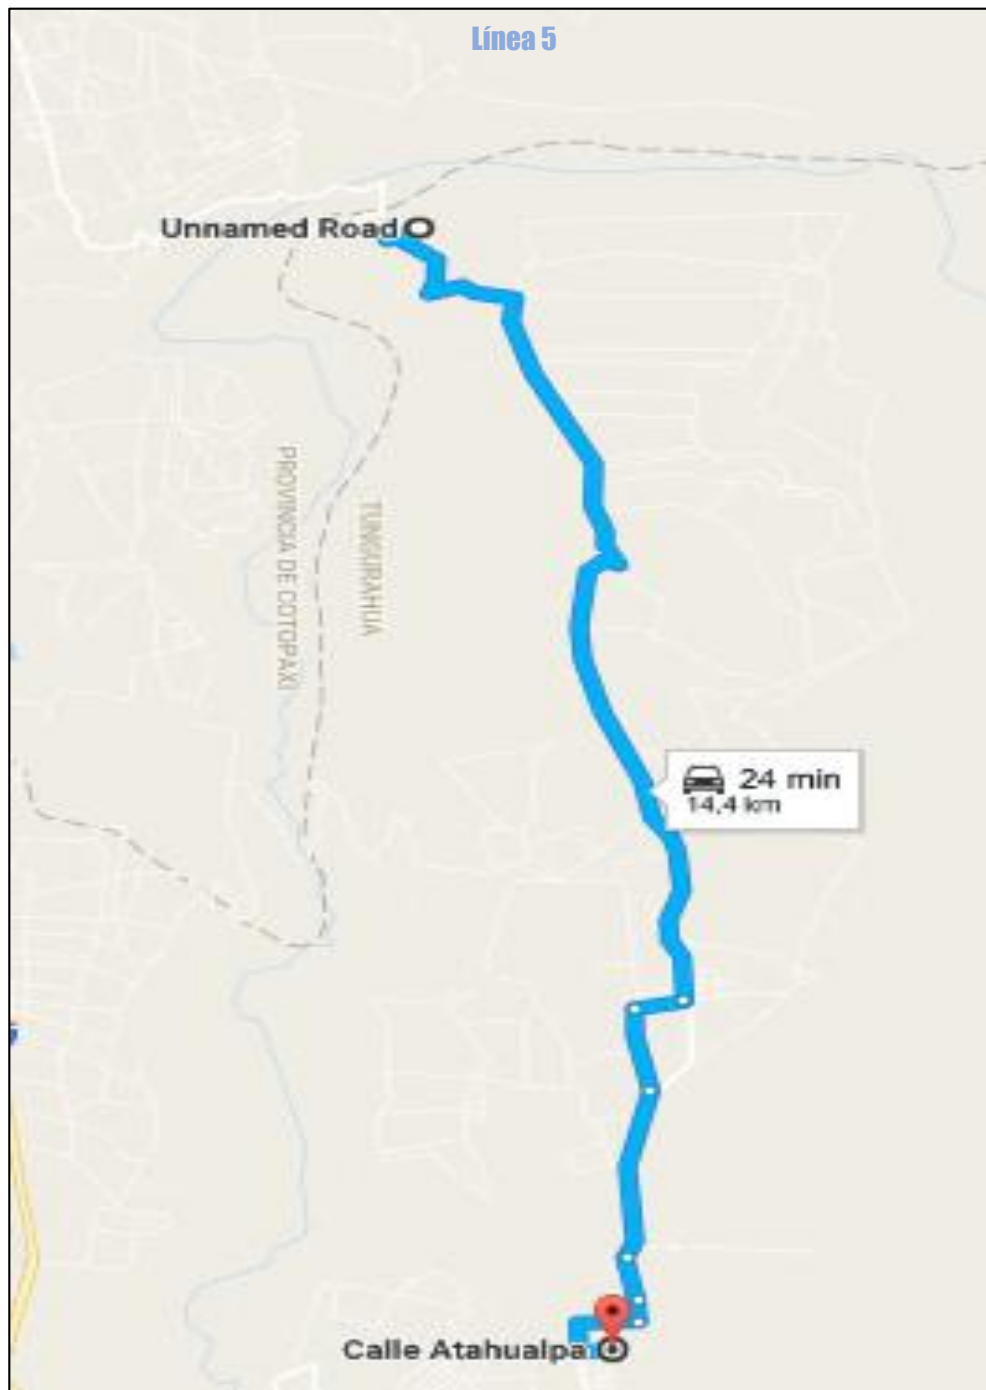 Línea 5
Unnamed Road
PROVINCIA DE COTOPAXI
TUNGURAHUA
24 min
14,4 km
Calle Atahualpa